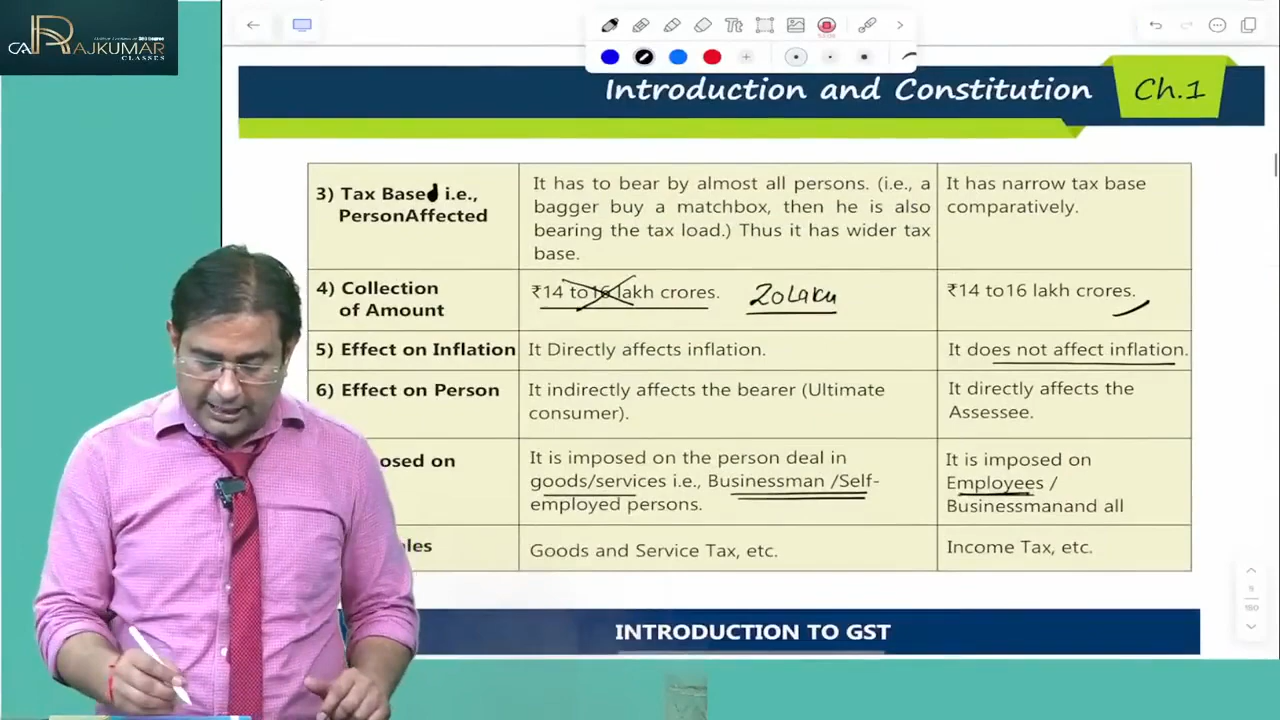 CA RAJKUMAR
CLASSES
Introduction and Constitution
Ch.1
3) Tax Based i.e.,
PersonAffected
It has to bear by almost all persons. (i.e., a
bagger buy a matchbox, then he is also
bearing the tax load.) Thus it has wider tax
base.
It has narrow tax base
comparatively.
4) Collection
of Amount
₹14 to16 lakh crores. 20 Lakh
₹14 to16 lakh crores.
5) Effect on Inflation
It Directly affects inflation.
It does not affect inflation.
6) Effect on Person
It indirectly affects the bearer (Ultimate
consumer).
It directly affects the
Assessee.
osed on
It is imposed on the person deal in
goods/services i.e., Businessman /Self-
employed persons.
It is imposed on
Employees /
Businessmanand all
les
Goods and Service Tax, etc.
Income Tax, etc.
INTRODUCTION TO GST
9
180